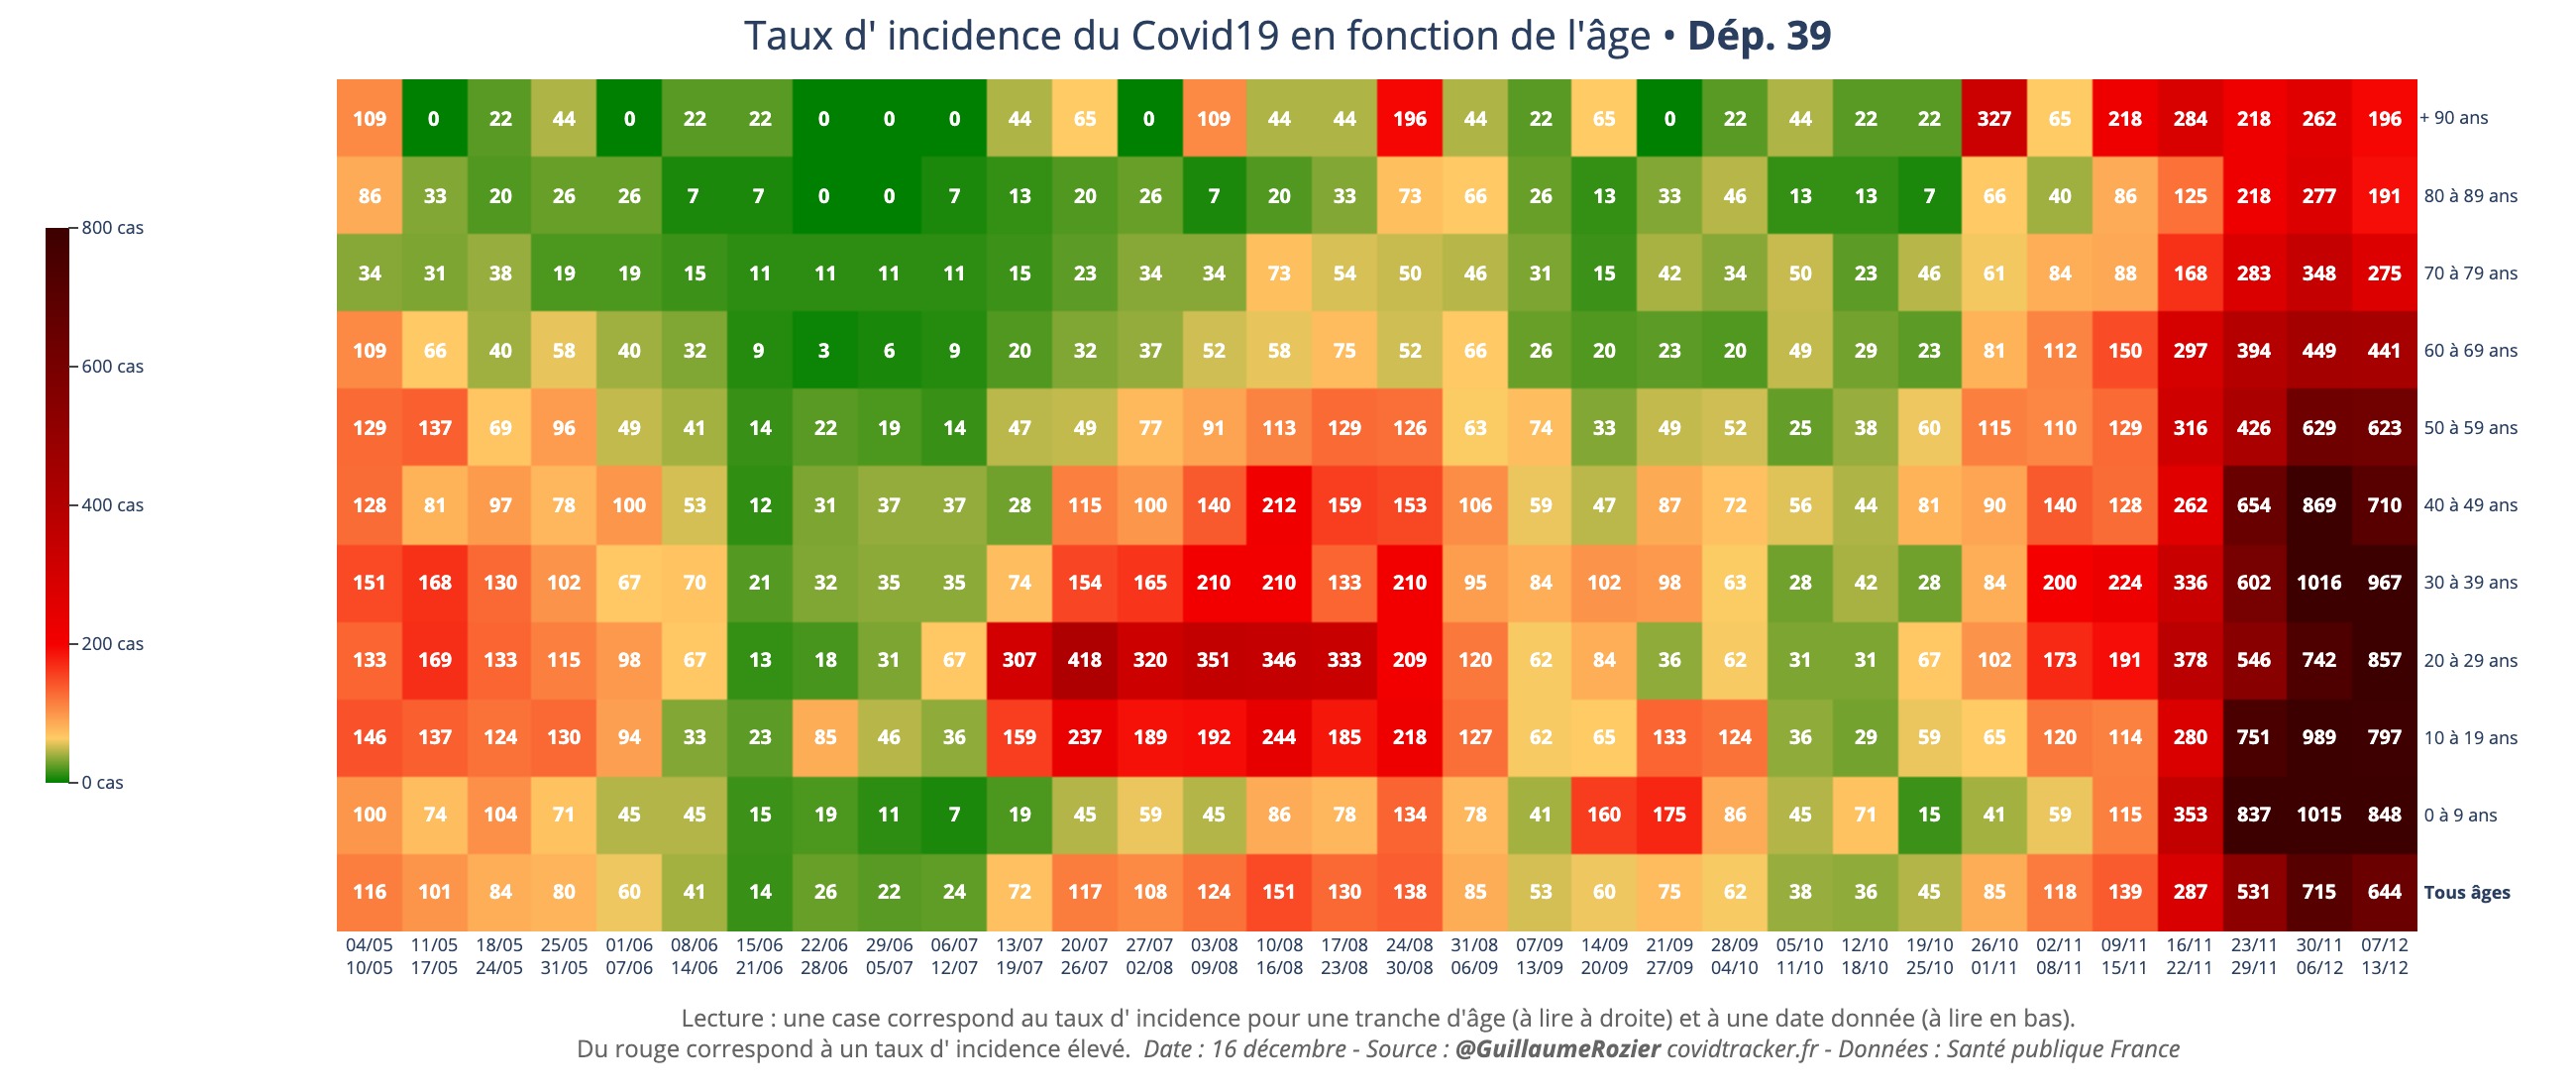 Taux d' incidence du Covid19 en fonction de l'âge • Dép. 39
109 0 22 44 0 22 22 0 0 0 44 65 0 109 44 44 196 44 22 65 0 22 44 22 22 327 65 218 284 218 262 196 + 90 ans
86 33 20 26 26 7 7 0 0 7 13 20 26 7 20 33 73 66 26 13 33 46 13 13 7 66 40 86 125 218 277 191 80 à 89 ans
800 cas
34 31 38 19 19 15 11 11 11 11 15 23 34 34 73 54 50 46 31 15 42 34 50 23 46 61 84 88 168 283 348 275 70 à 79 ans
109 66 40 58 40 32 9 3 6 9 20 32 37 52 58 75 52 66 26 20 23 20 49 29 23 81 112 150 297 394 449 441 60 à 69 ans
600 cas
129 137 69 96 49 41 14 22 19 14 47 49 77 91 113 129 126 63 74 33 49 52 25 38 60 115 110 129 316 426 629 623 50 à 59 ans
400 cas
128 81 97 78 100 53 12 31 37 37 28 115 100 140 212 159 153 106 59 47 87 72 56 44 81 90 140 128 262 654 869 710 40 à 49 ans
151 168 130 102 67 70 21 32 35 35 74 154 165 210 210 133 210 95 84 102 98 63 28 42 28 84 200 224 336 602 1016 967 30 à 39 ans
200 cas
133 169 133 115 98 67 13 18 31 67 307 418 320 351 346 333 209 120 62 84 36 62 31 31 67 102 173 191 378 546 742 857 20 à 29 ans
146 137 124 130 94 33 23 85 46 36 159 237 189 192 244 185 218 127 62 65 133 124 36 29 59 65 120 114 280 751 989 797 10 à 19 ans
0 cas
100 74 104 71 45 45 15 19 11 7 19 45 59 45 86 78 134 78 41 160 175 86 45 71 15 41 59 115 353 837 1015 848 0 à 9 ans
116 101 84 80 60 41 14 26 22 24 72 117 108 124 151 130 138 85 53 60 75 62 38 36 45 85 118 139 287 531 715 644 Tous âges
04/05 11/05 18/05 25/05 01/06 08/06 15/06 22/06 29/06 06/07 13/07 20/07 27/07 03/08 10/08 17/08 24/08 31/08 07/09 14/09 21/09 28/09 05/10 12/10 19/10 26/10 02/11 09/11 16/11 23/11 30/11 07/12
10/05 17/05 24/05 31/05 07/06 14/06 21/06 28/06 05/07 12/07 19/07 26/07 02/08 09/08 16/08 23/08 30/08 06/09 13/09 20/09 27/09 04/10 11/10 18/10 25/10 01/11 08/11 15/11 22/11 29/11 06/12 13/12
Lecture : une case correspond au taux d' incidence pour une tranche d'âge (à lire à droite) et à une date donnée (à lire en bas).
Du rouge correspond à un taux d' incidence élevé. Date : 16 décembre - Source : @GuillaumeRozier covidtracker.fr - Données : Santé publique France